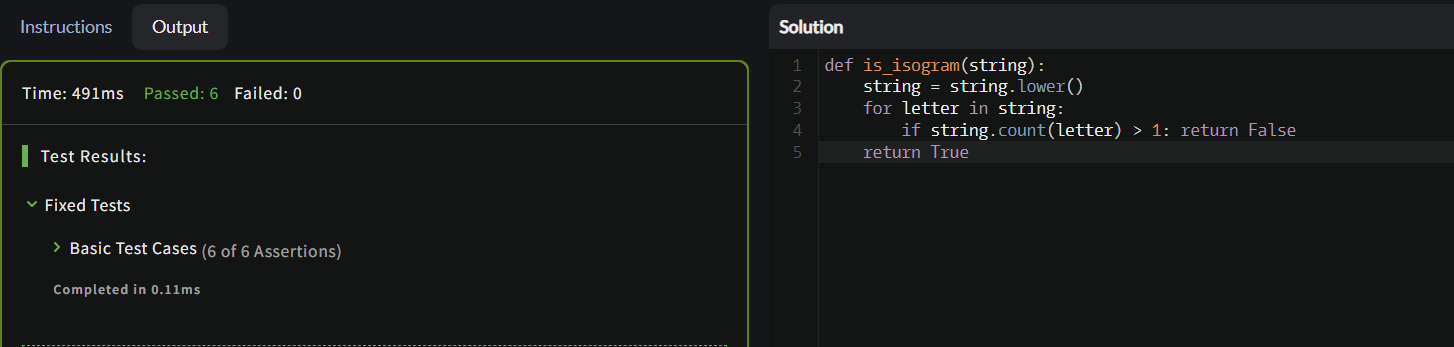 Instructions Output
Time: 491ms Passed: 6 Failed: 0
Test Results:
Fixed Tests
Basic Test Cases (6 of 6 Assertions)
Completed in 0.11ms
Solution
1 def is_isogram(string):
2     string = string.lower()
3     for letter in string:
4         if string.count(letter) > 1: return False
5     return True